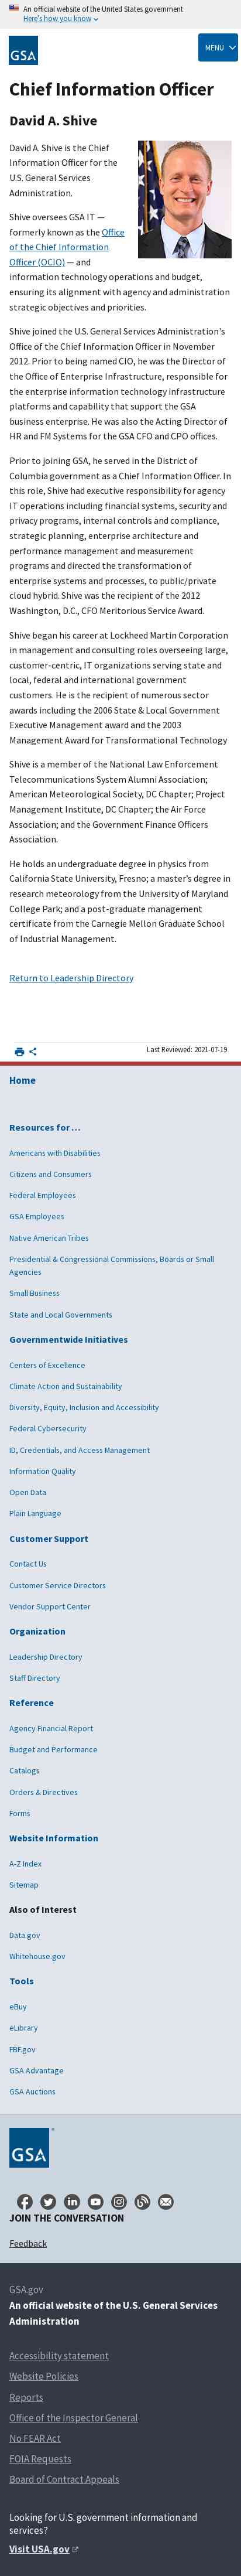 An official website of the United States government
Here's how you know
GSA
MENU
Chief Information Officer
David A. Shive
David A. Shive is the Chief
Information Officer for the
U.S. General Services
Administration.
Shive oversees GSA IT —
formerly known as the Office
of the Chief Information
Officer (OCIO) — and
information technology operations and budget,
ensuring its alignment with agency and administration
strategic objectives and priorities.
Shive joined the U.S. General Services Administration's
Office of the Chief Information Officer in November
2012. Prior to being named CIO, he was the Director of
the Office of Enterprise Infrastructure, responsible for
the enterprise information technology infrastructure
platforms and capability that support the GSA
business enterprise. He was also the Acting Director of
HR and FM Systems for the GSA CFO and CPO offices.
Prior to joining GSA, he served in the District of
Columbia government as a Chief Information Officer. In
this role, Shive had executive responsibility for agency
IT strategic planning, information security and security and
privacy programs, internal controls and compliance,
strategic planning, enterprise architecture,
enterprise performance and measurement
programs and directed the transformation of
enterprise systems and processes, to public/private
cloud hybrid. Shive was the recipient of the 2012
Washington, D.C., CFO Meritorious Service Award.
Shive began his career at Lockheed Martin Corporation
in management and consulting roles overseeing large,
customer-centric, IT organizations serving state and
local, federal and international government
customers. He is the recipient of numerous sector
awards including the 2006 State & Local Government
Executive Management award and the 2003
Management Award for Transformational Technology
Shive is a member of the National Law Enforcement
Telecommunications System Alumni Association;
American Meteorological Society, DC Chapter; Project
Management Institute, DC Chapter; the Air Force
Association; and the Government Finance Officers
Association.
He holds an undergraduate degree in physics from
California State University, Fresno; a master's degree in
research meteorology from the University of Maryland
College Park; and a post-graduate management
certificate from the Carnegie Mellon Graduate School
of Industrial Management.
Return to Leadership Directory
Last Reviewed: 2021-07-19
Home
Resources for …
Americans with Disabilities
Citizens and Consumers
Federal Employees
GSA Employees
Native American Tribes
Presidential & Congressional Commissions, Boards or Small
Agencies
Small Business
State and Local Governments
Governmentwide Initiatives
Centers of Excellence
Climate Action and Sustainability
Diversity, Equity, Inclusion and Accessibility
Federal Cybersecurity
ID, Credentials, and Access Management
Information Quality
Open Data
Plain Language
Customer Support
Contact Us
Customer Service Directors
Vendor Support Center
Organization
Leadership Directory
Staff Directory
Reference
Agency Financial Report
Budget and Performance
Catalogs
Orders & Directives
Forms
Website Information
A-Z Index
Sitemap
Also of Interest
Data.gov
Whitehouse.gov
Tools
eBuy
eLibrary
FBF.gov
GSA Advantage
GSA Auctions
GSA
JOIN THE CONVERSATION
Feedback
GSA.gov
An official website of the U.S. General Services
Administration
Accessibility statement
Website Policies
Reports
Office of the Inspector General
No FEAR Act
FOIA Requests
Board of Contract Appeals
Looking for U.S. government information and
services?
Visit USA.gov